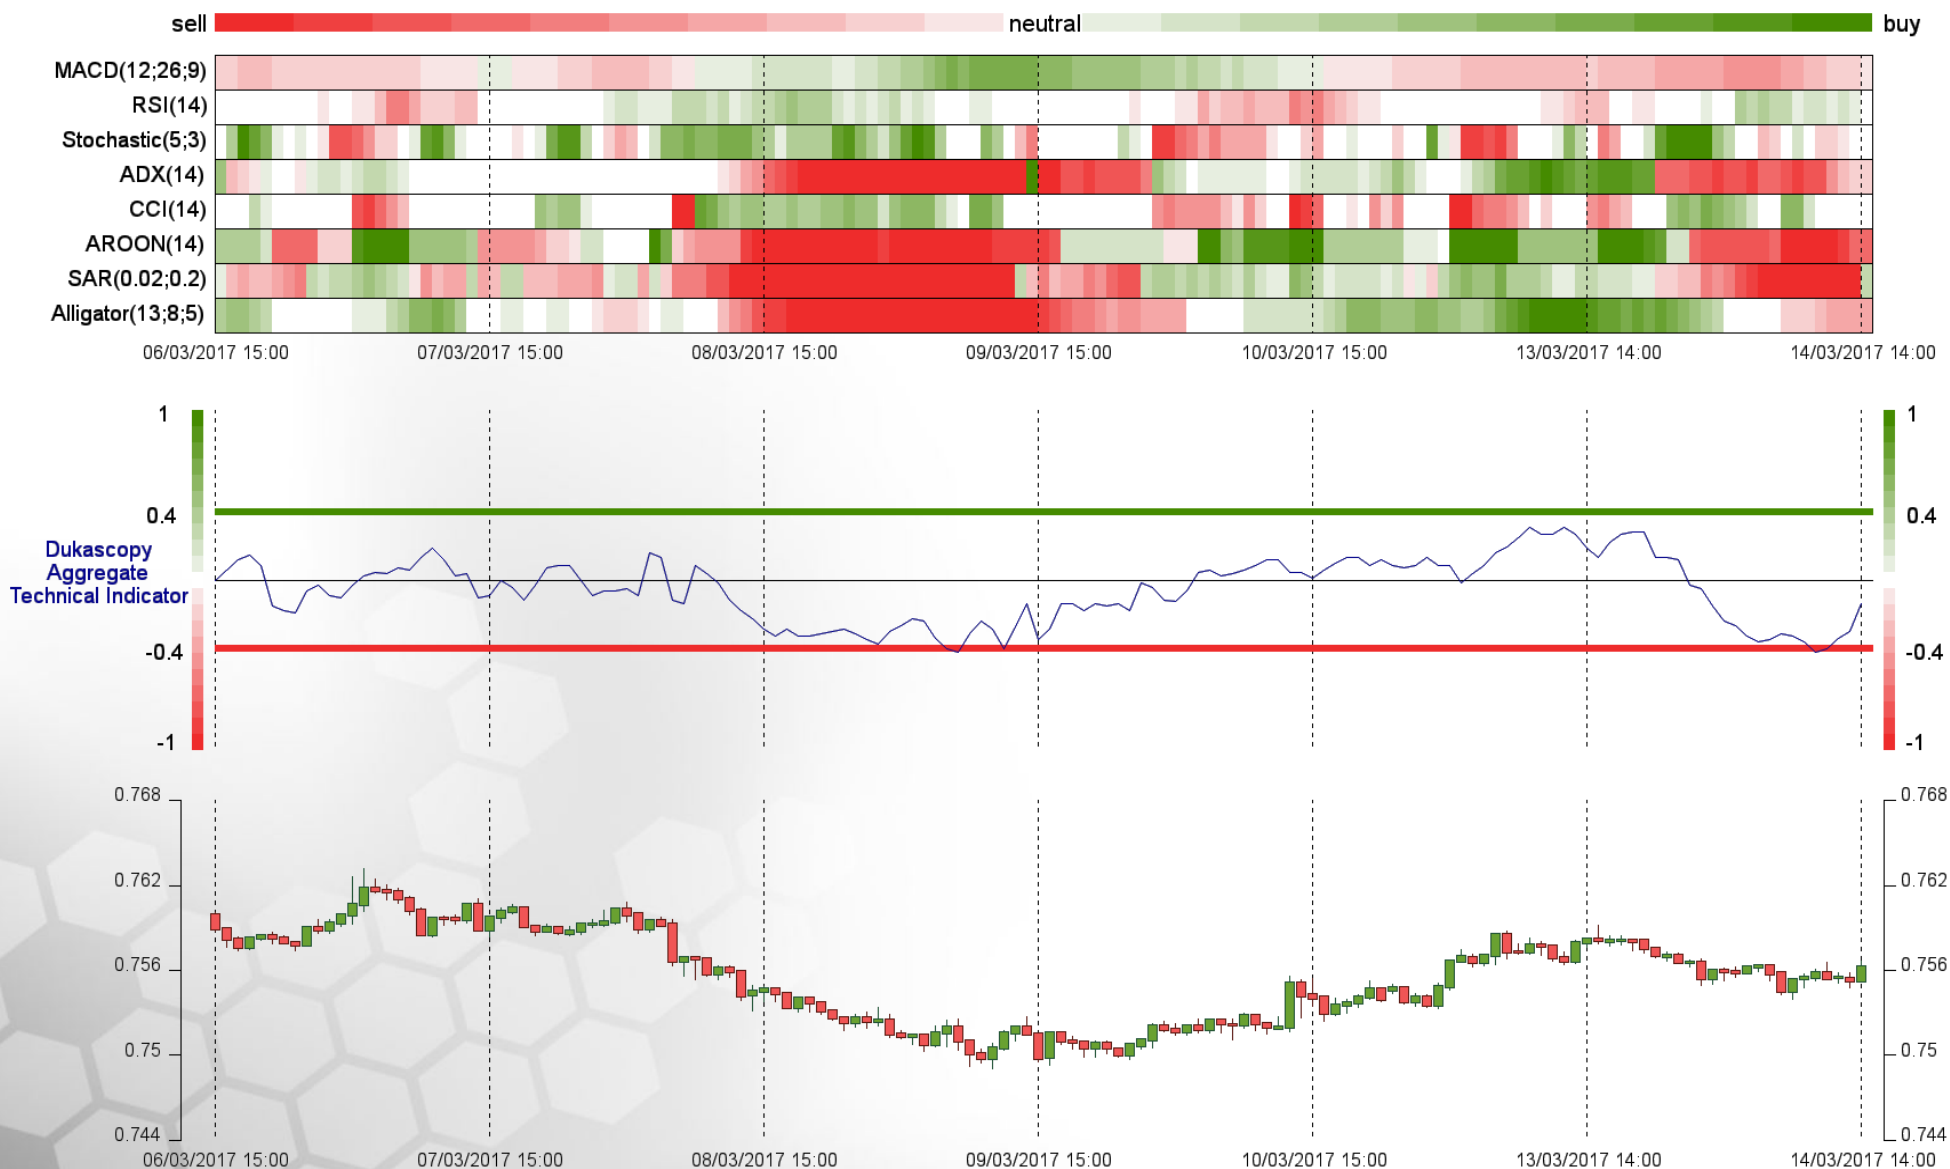 sell neutral buy
MACD(12;26;9)
RSI(14)
Stochastic(5;3)
ADX(14)
CCI(14)
AROON(14)
SAR(0.02;0.2)
Alligator(13;8;5)
06/03/2017 15:00 07/03/2017 15:00 08/03/2017 15:00 09/03/2017 15:00 10/03/2017 15:00 13/03/2017 14:00 14/03/2017 14:00
1 1
0.4 0.4
Dukascopy
Aggregate
Technical Indicator
-0.4 -0.4
-1 -1
0.768 0.768
0.762 0.762
0.756 0.756
0.75 0.75
0.744 0.744
06/03/2017 15:00 07/03/2017 15:00 08/03/2017 15:00 09/03/2017 15:00 10/03/2017 15:00 13/03/2017 14:00 14/03/2017 14:00